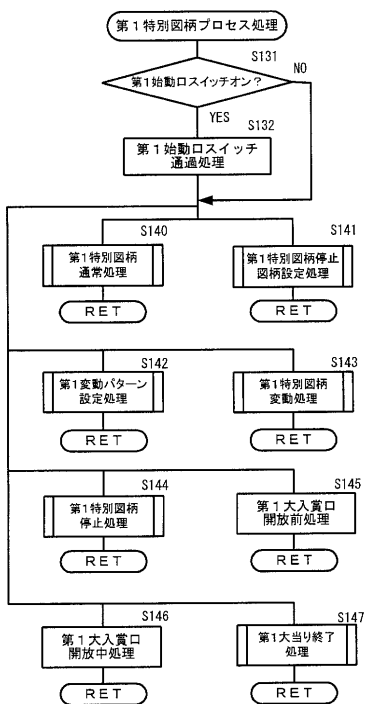 第１特別図柄プロセス処理
S131
第１始動口スイッチオン？
NO
YES
S132
第１始動口スイッチ
通過処理
S140
第１特別図柄
通常処理
RET
S141
第１特別図柄停止
図柄設定処理
RET
S142
第１変動パターン
設定処理
RET
S143
第１特別図柄
変動処理
RET
S144
第１特別図柄
停止処理
RET
S145
第１大入賞口
開放前処理
RET
S146
第１大入賞口
開放中処理
RET
S147
第１大当り終了
処理
RET